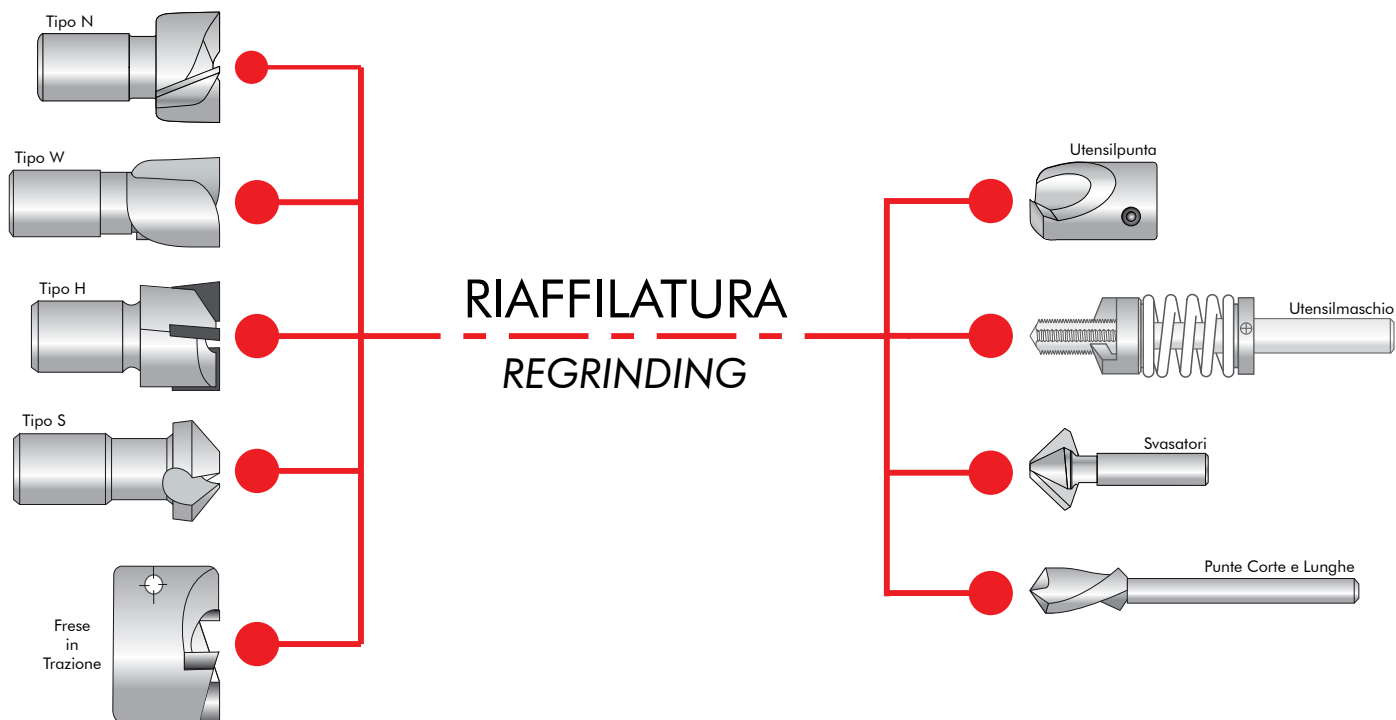 Tipo N
Tipo W
Tipo H
Tipo S
Frese
in
Trazione
RIAFFILATURA
REGRINDING
Utensilpunta
Utensilmaschio
Svasatori
Punte Corte e Lunghe